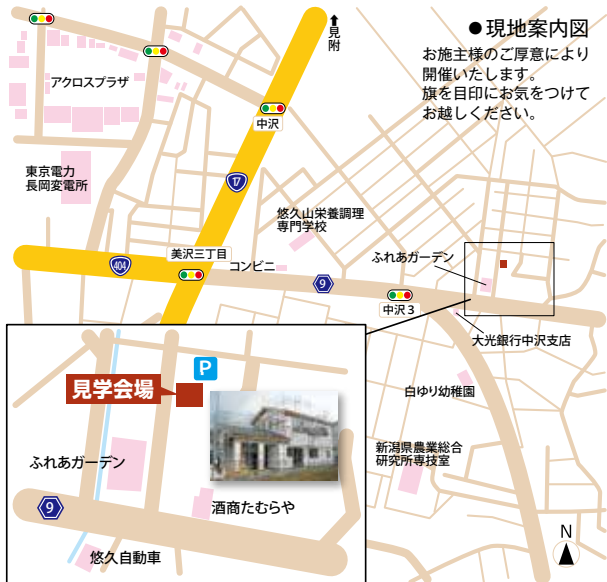 ●現地案内図
お施主様のご厚意により
開催いたします。
旗を目印にお気をつけて
お越しください。
見附
アクロスプラザ
中沢
東京電力
長岡変電所
17
悠久山栄養調理
専門学校
美沢三丁目
404
コンビニ
9
ふれあガーデン
中沢3
大光銀行中沢支店
白ゆり幼稚園
新潟県農業総合
研究所専技室
N
P
見学会場
ふれあガーデン
9
酒商たむらや
悠久自動車